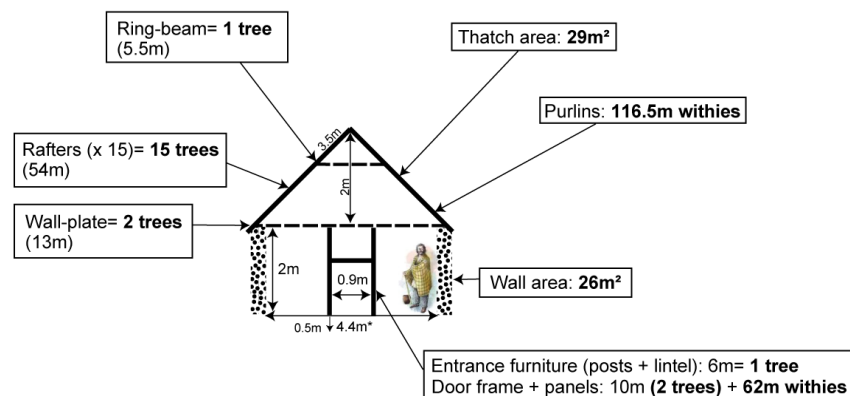 Ring-beam= 1 tree
(5.5m)
Thatch area: 29m²
Purlins: 116.5m withies
3.5m
Rafters (x 15)= 15 trees
(54m)
2m
Wall-plate= 2 trees
(13m)
2m
0.9m
Wall area: 26m²
0.5m
4.4m*
Entrance furniture (posts + lintel): 6m= 1 tree
Door frame + panels: 10m (2 trees) + 62m withies